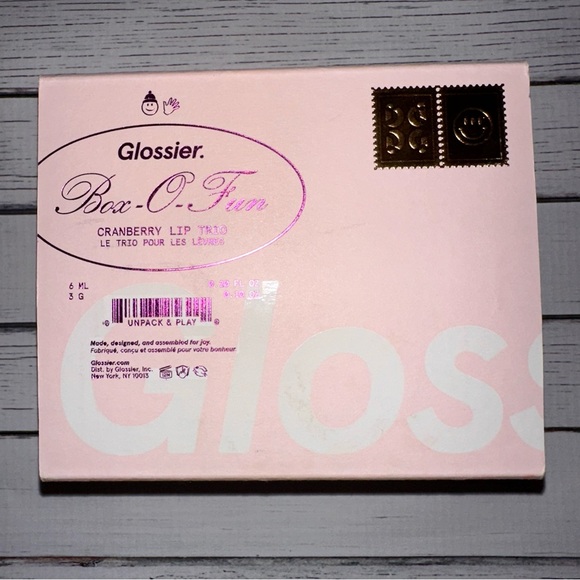 Glossier.
Box-O-Fun
CRANBERRY LIP TRIO
LE TRIO POUR LES LÈVRES
6 ML
3 G
UNPACK & PLAY
Made, designed, and assembled for joy.
Fabriqué, conçu et assemblé pour votre bonheur
Glossier.com
Dist. by Glossier, Inc.
New York, NY 10013
Gloss